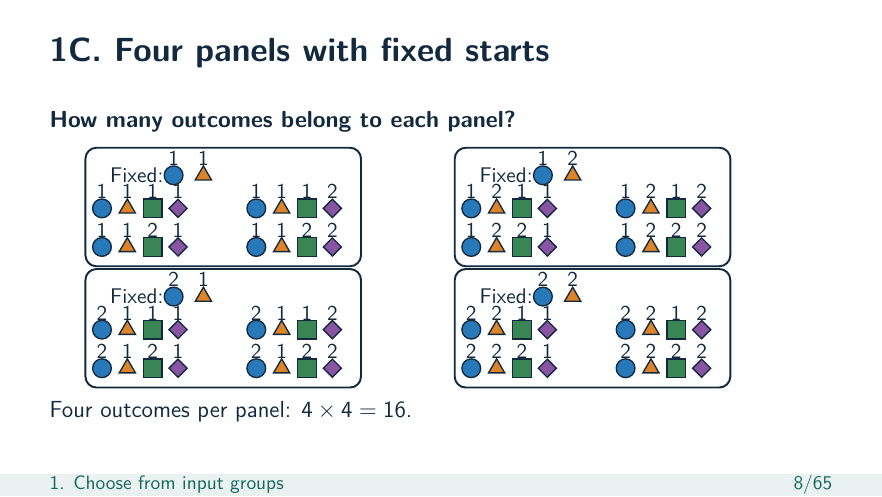 1C. Four panels with fixed starts
How many outcomes belong to each panel?
1 1
Fixed:
1 1 1 1 1 1 1 2
1 1 2 1 1 1 2 2
1 2
Fixed:
1 2 1 1 1 2 1 2
1 2 2 1 1 2 2 2
2 1
Fixed:
2 1 1 1 2 1 1 2
2 1 2 1 2 1 2 2
2 2
Fixed:
2 2 1 1 2 2 1 2
2 2 2 1 2 2 2 2
Four outcomes per panel: 4 × 4 = 16.
1. Choose from input groups
8/65